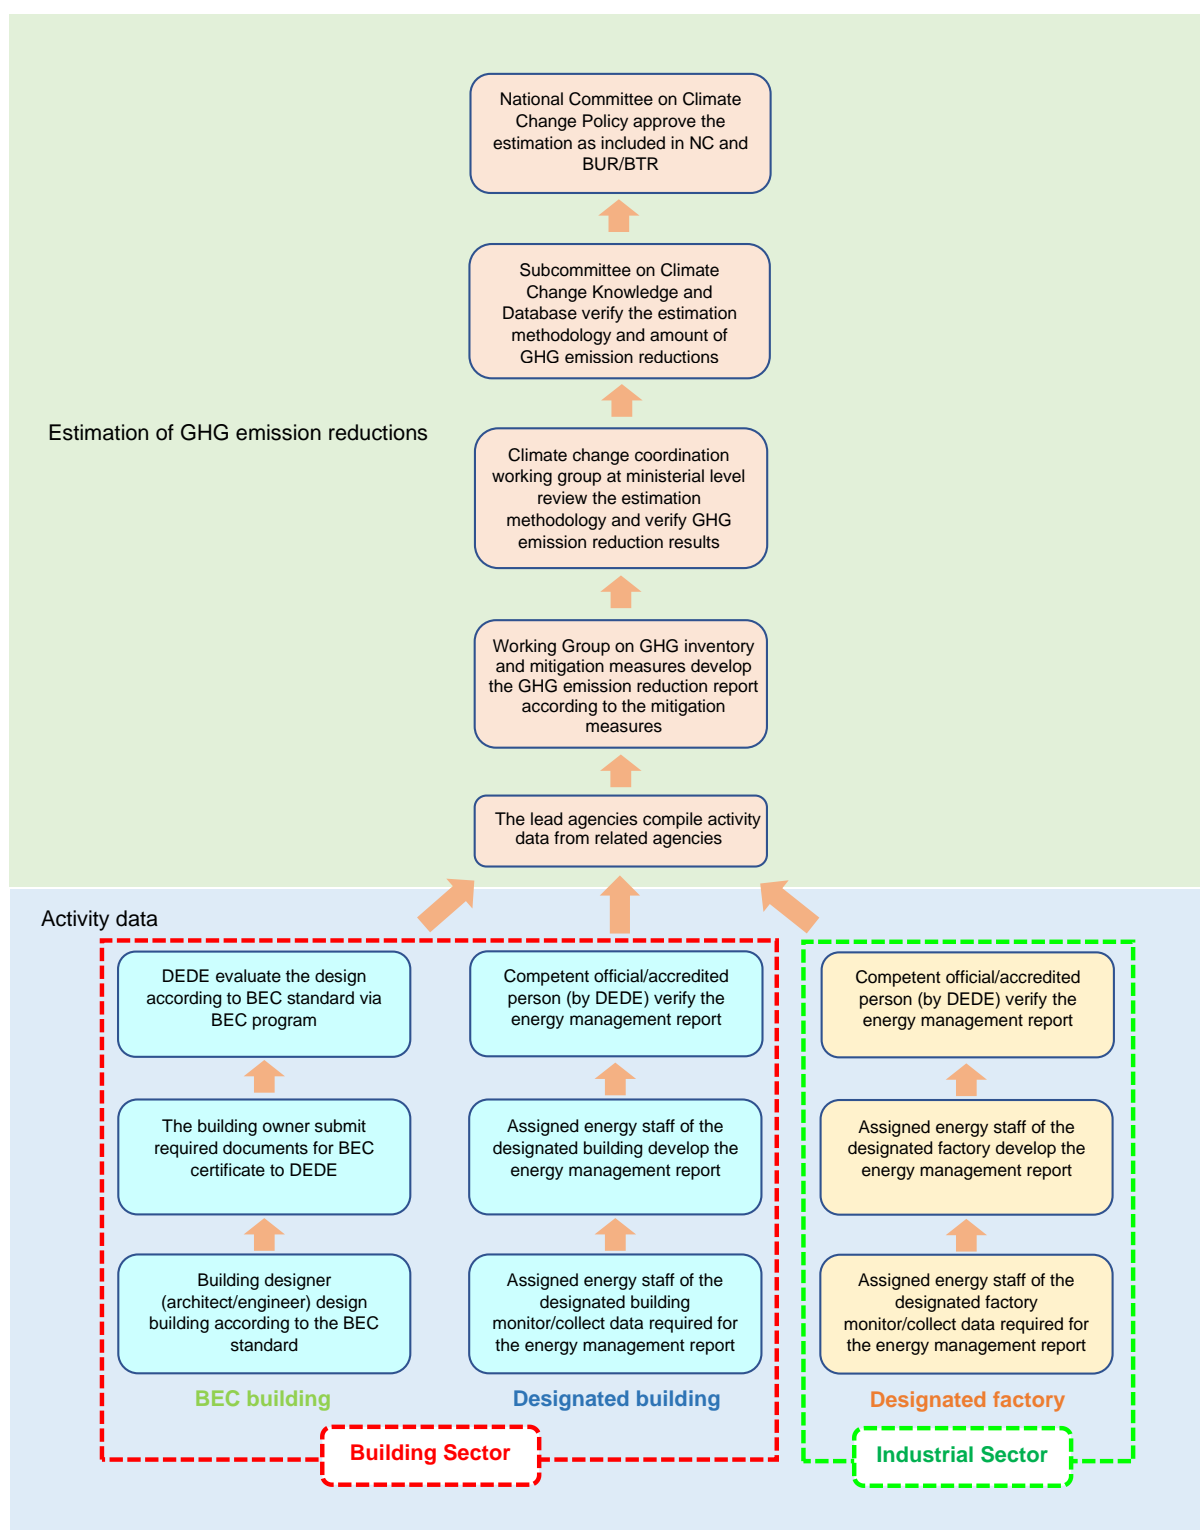 National Committee on Climate
Change Policy approve the
estimation as included in NC and
BUR/BTR
Subcommittee on Climate
Change Knowledge and
Database verify the estimation
methodology and amount of
GHG emission reductions
Estimation of GHG emission reductions
Climate change coordination
working group at ministerial level
review the estimation
methodology and verify GHG
emission reduction results
Working Group on GHG inventory
and mitigation measures develop
the GHG emission reduction report
according to the mitigation
measures
The lead agencies compile activity
data from related agencies
Activity data
DEDE evaluate the design
according to BEC standard via
BEC program
Competent official/accredited
person (by DEDE) verify the
energy management report
Competent official/accredited
person (by DEDE) verify the
energy management report
The building owner submit
required documents for BEC
certificate to DEDE
Assigned energy staff of the
designated building develop the
energy management report
Assigned energy staff of the
designated factory develop the
energy management report
Building designer
(architect/engineer) design
building according to the BEC
standard
Assigned energy staff of the
designated building
monitor/collect data required for
the energy management report
Assigned energy staff of the
designated factory
monitor/collect data required for
the energy management report
BEC building
Designated building
Designated factory
Building Sector
Industrial Sector